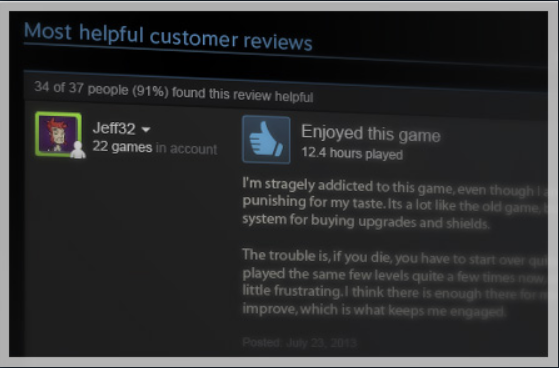 Most helpful customer reviews
34 of 37 people (91%) found this review helpful
Jeff32
22 games in account
Enjoyed this game
12.4 hours played
I'm stragely addicted to this game, even though I
punishing for my taste. Its a lot like the old game,
system for buying upgrades and shields.
The trouble is, if you die, you have to start over
played the same few levels quite a few times now.
little frustrating. I think there is enough there for
improve, which is what keeps me engaged.
Posted: July 23, 2013